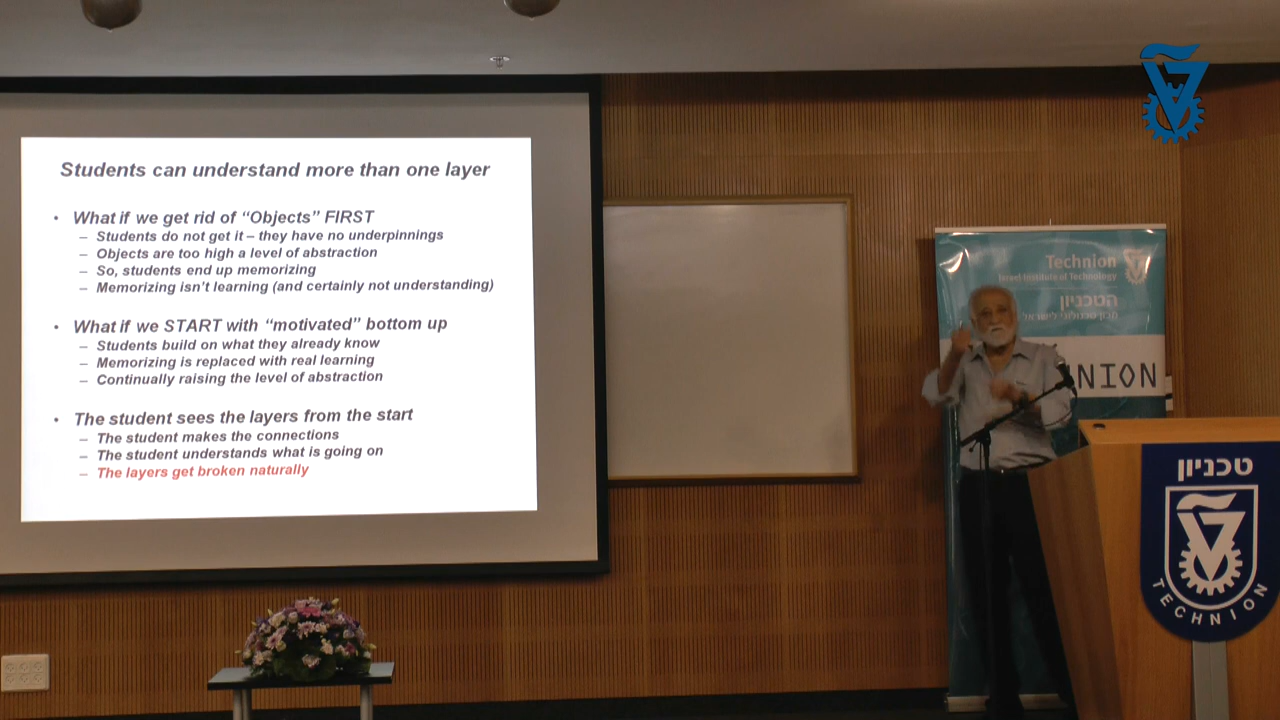 Students can understand more than one layer
• What if we get rid of “Objects” FIRST
– Students do not get it – they have no underpinnings
– Objects are too high a level of abstraction
– So, students end up memorizing
– Memorizing isn't learning (and certainly not understanding)
• What if we START with “motivated” bottom up
– Students build on what they already know
– Memorizing is replaced with real learning
– Continually raising the level of abstraction
• The student sees the layers from the start
– The student makes the connections
– The student understands what is going on
– The layers get broken naturally
Technion
Israel Institute of Technology
הטכניון
מכון טכנולוגי לישראל
NION
טכניון
TECHNION